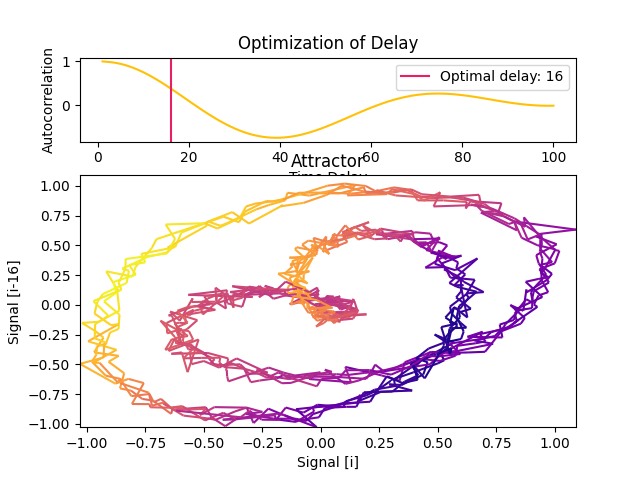 Optimization of Delay
Autocorrelation
1
0
Optimal delay: 16
0 20 40 60 80 100
Time Delay
Attractor
Signal [i-16]
1.00
0.75
0.50
0.25
0.00
−0.25
−0.50
−0.75
−1.00
−1.00 −0.75 −0.50 −0.25 0.00 0.25 0.50 0.75 1.00
Signal [i]